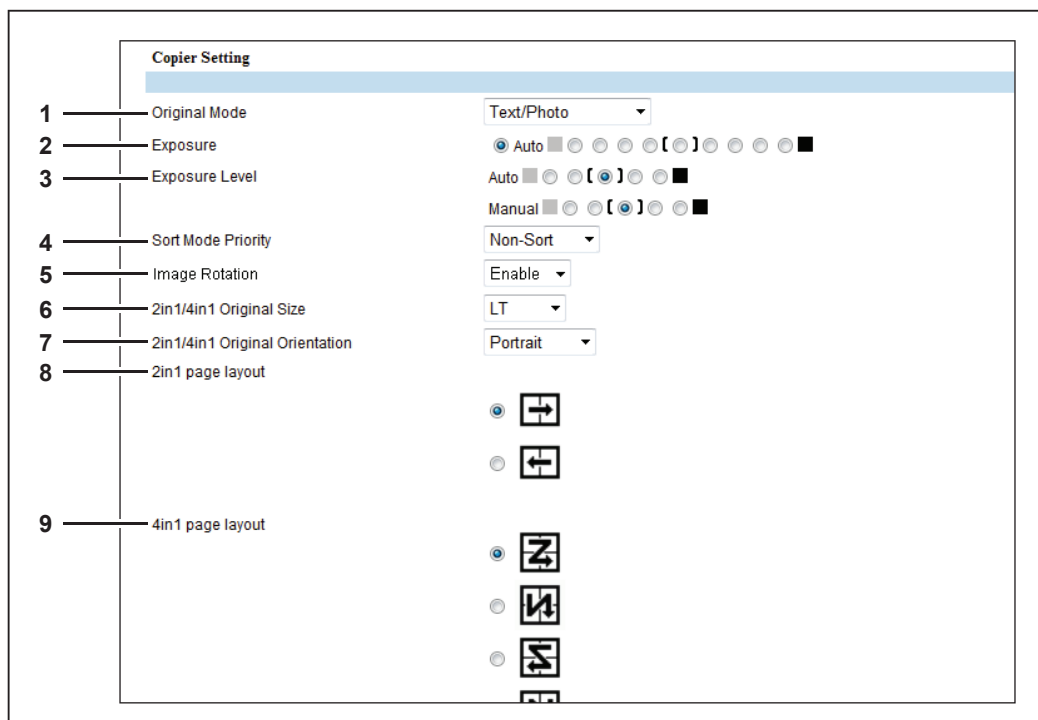 Copier Setting
1 Original Mode Text/Photo
2 Exposure Auto [ ]
3 Exposure Level Auto [ ]
Manual [ ]
4 Sort Mode Priority Non-Sort
5 Image Rotation Enable
6 2in1/4in1 Original Size LT
7 2in1/4in1 Original Orientation Portrait
8 2in1 page layout
9 4in1 page layout